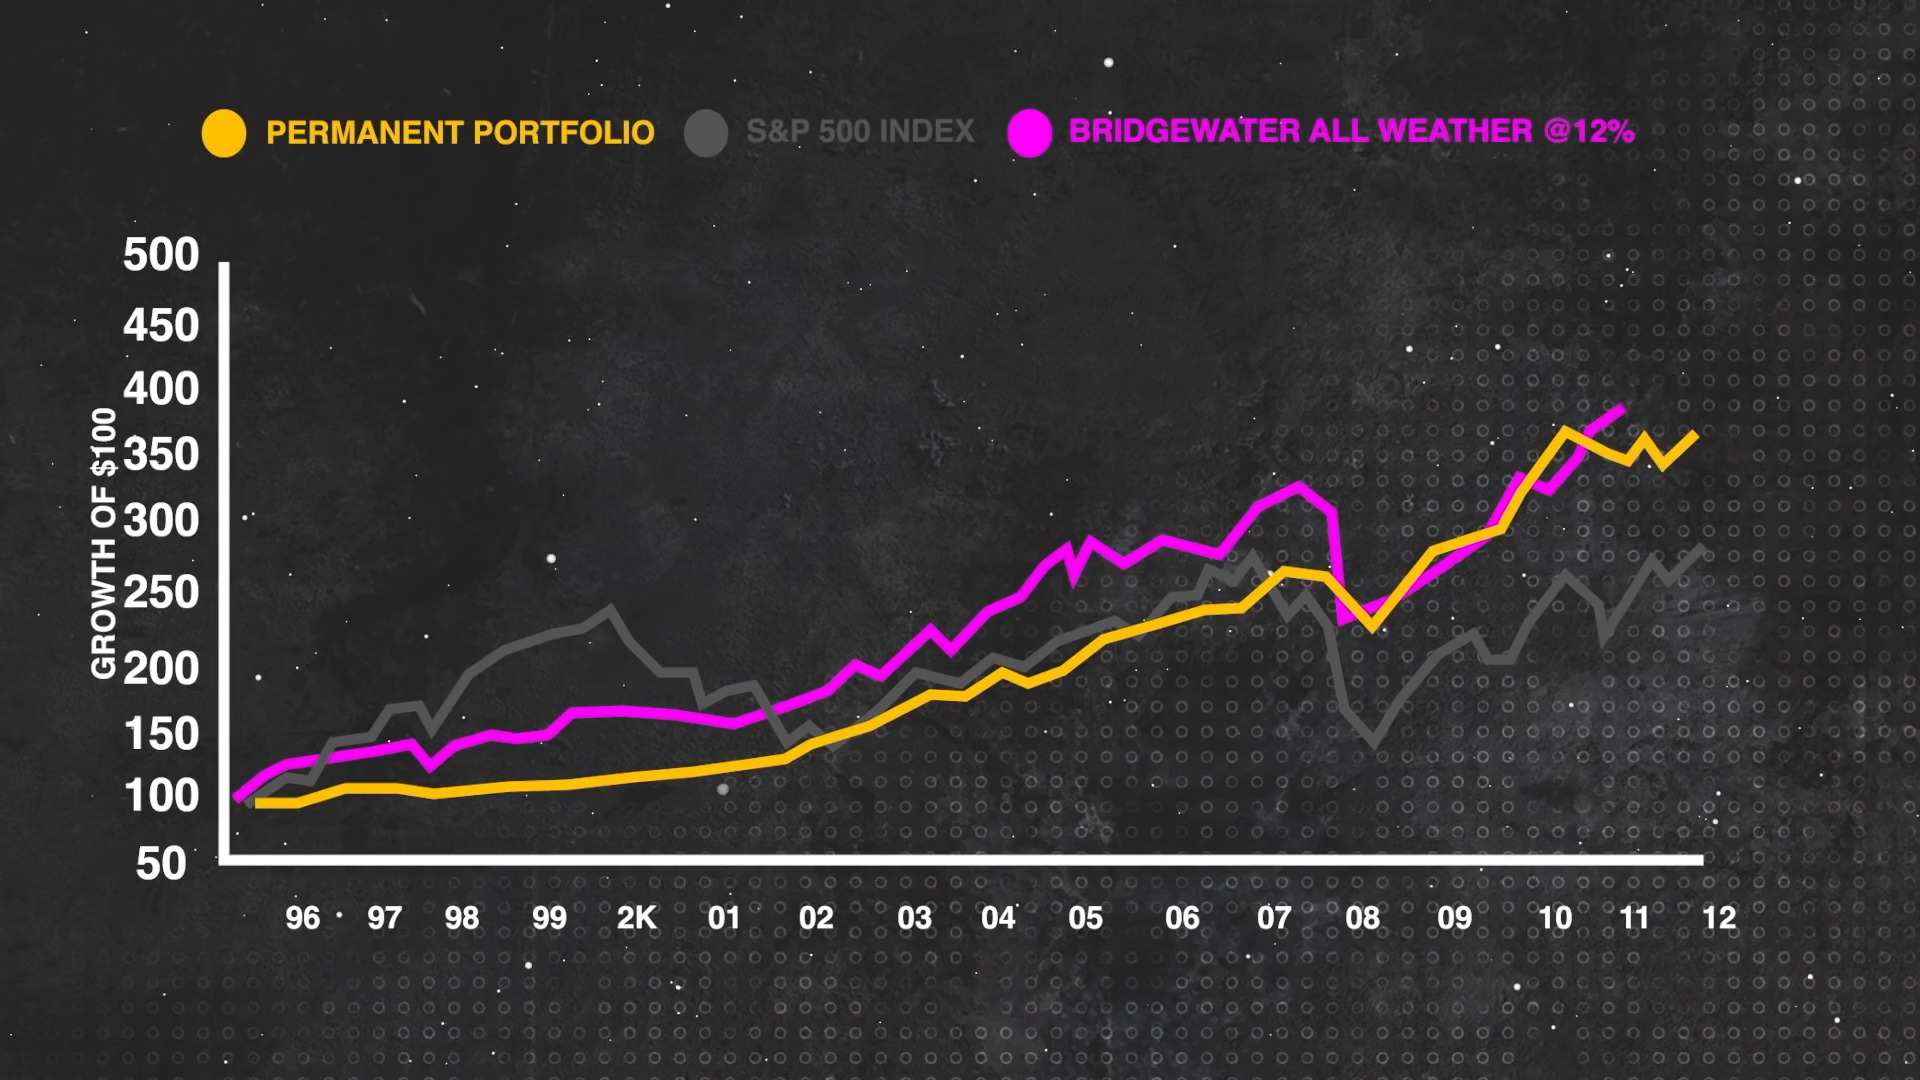 PERMANENT PORTFOLIO
S&P 500 INDEX
BRIDGEWATER ALL WEATHER @12%
GROWTH OF $100
500
450
400
350
300
250
200
150
100
50
96 97 98 99 2K 01 02 03 04 05 06 07 08 09 10 11 12